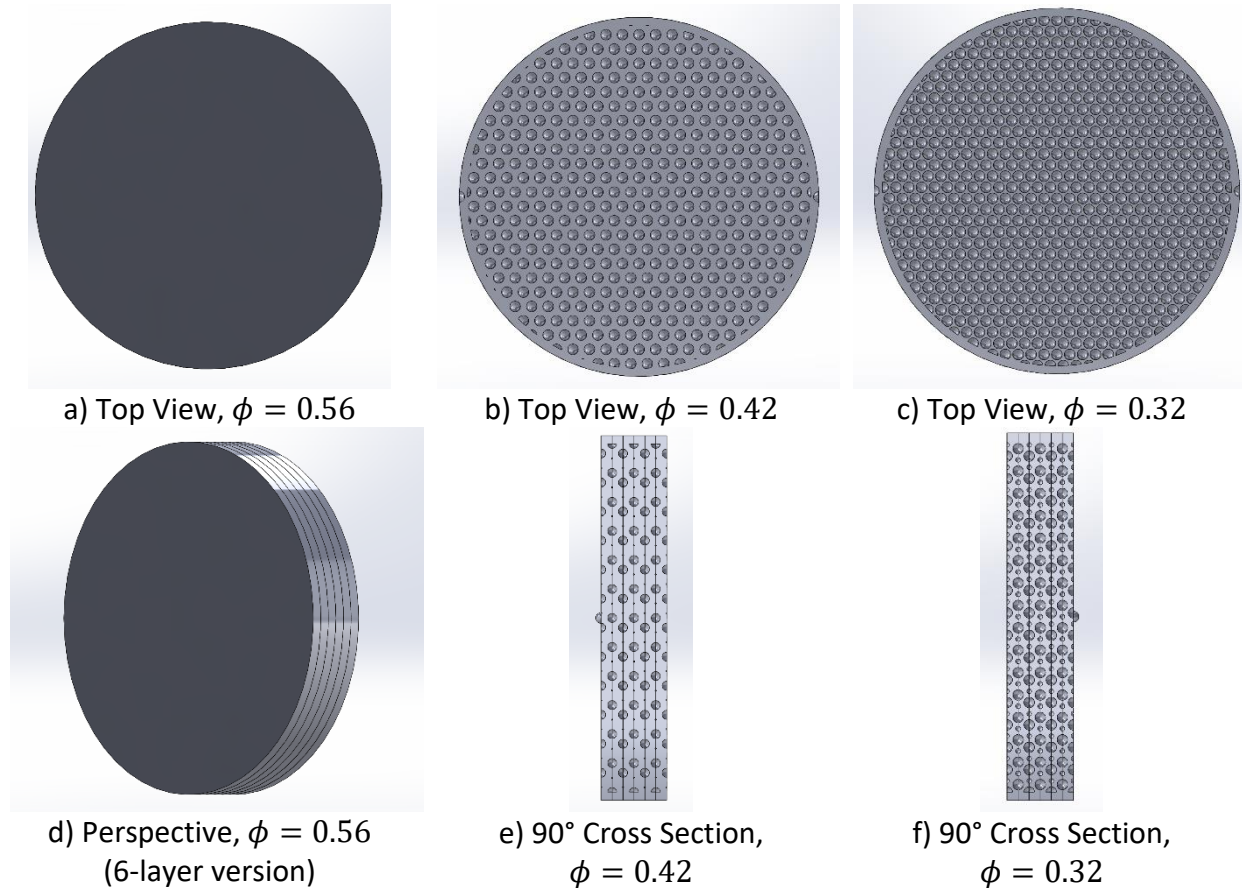 a) Top View, 𝜙 = 0.56
b) Top View, 𝜙 = 0.42
c) Top View, 𝜙 = 0.32
d) Perspective, 𝜙 = 0.56
(6-layer version)
e) 90° Cross Section,
𝜙 = 0.42
f) 90° Cross Section,
𝜙 = 0.32